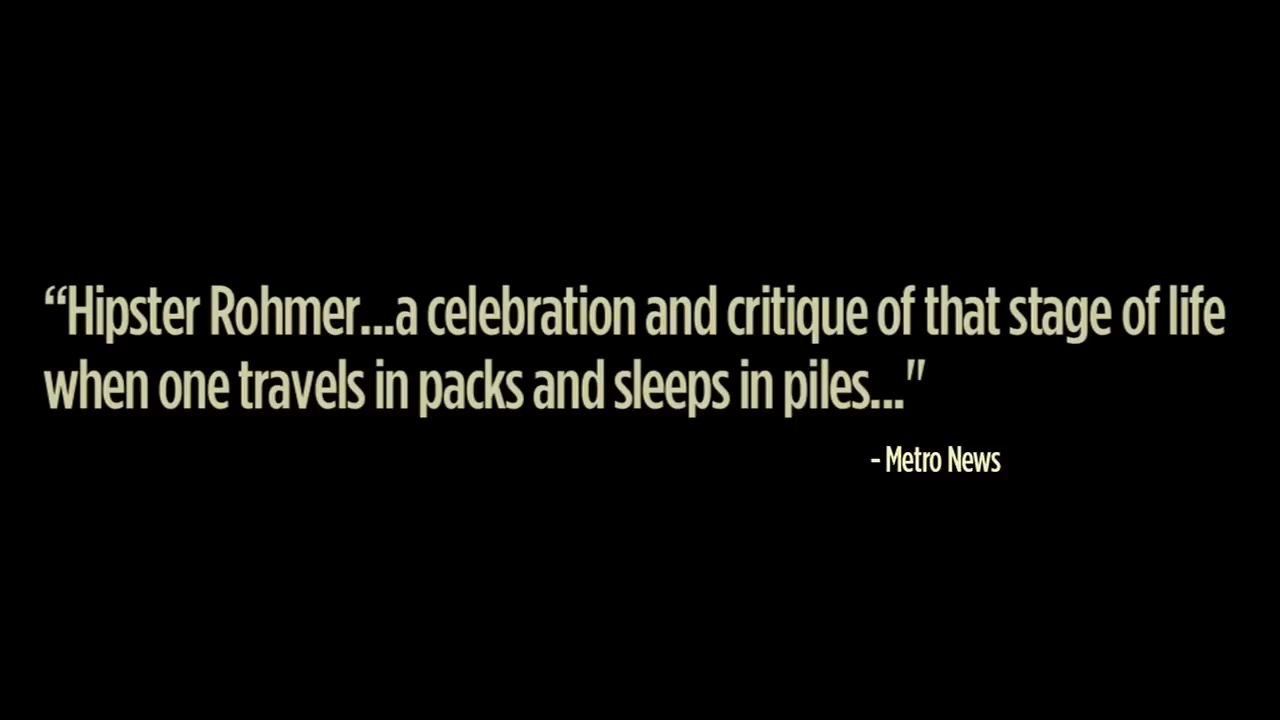 “Hipster Rohmer...a celebration and critique of that stage of life
when one travels in packs and sleeps in piles..."
- Metro News